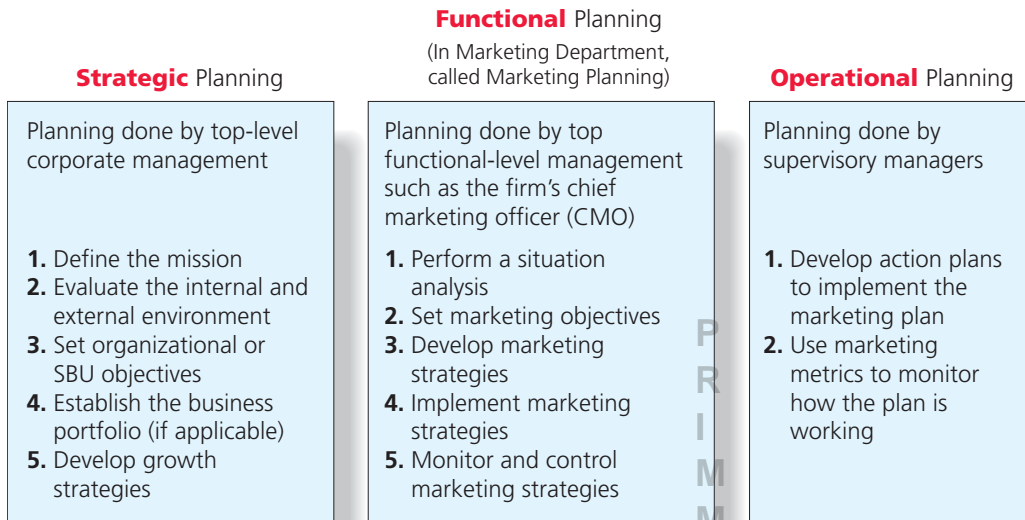 Strategic Planning
Planning done by top-level
corporate management
1. Define the mission
2. Evaluate the internal and
external environment
3. Set organizational or
SBU objectives
4. Establish the business
portfolio (if applicable)
5. Develop growth
strategies
Functional Planning
(In Marketing Department,
called Marketing Planning)
Planning done by top
functional-level management
such as the firm’s chief
marketing officer (CMO)
1. Perform a situation
analysis
2. Set marketing objectives
3. Develop marketing
strategies
4. Implement marketing
strategies
5. Monitor and control
marketing strategies
Operational Planning
Planning done by
supervisory managers
1. Develop action plans
to implement the
marketing plan
2. Use marketing
metrics to monitor
how the plan is
working
P
R
I
M
M